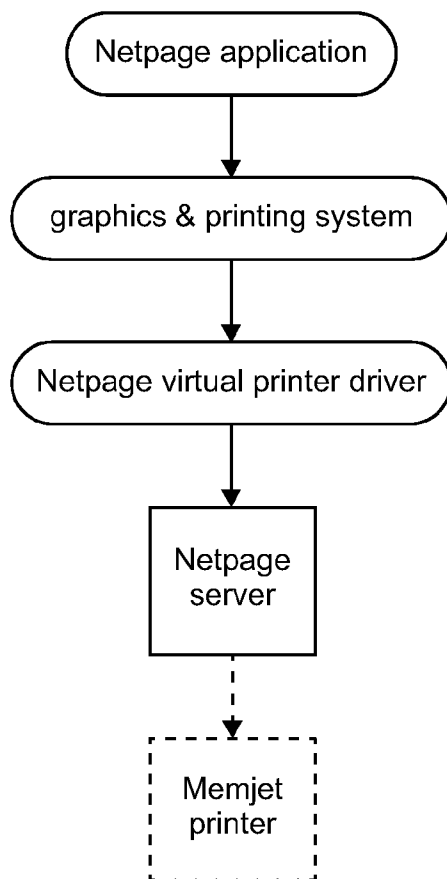 Netpage application
graphics & printing system
Netpage virtual printer driver
Netpage
server
Memjet
printer